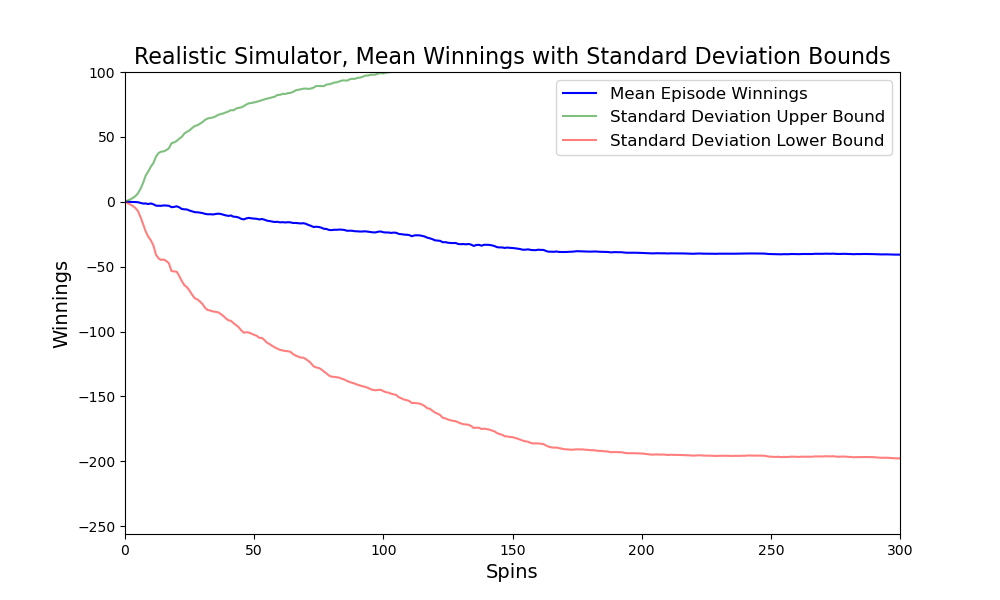 Realistic Simulator, Mean Winnings with Standard Deviation Bounds
100
50
0
−50
−100
−150
−200
−250
Winnings
Mean Episode Winnings
Standard Deviation Upper Bound
Standard Deviation Lower Bound
0 50 100 150 200 250 300
Spins